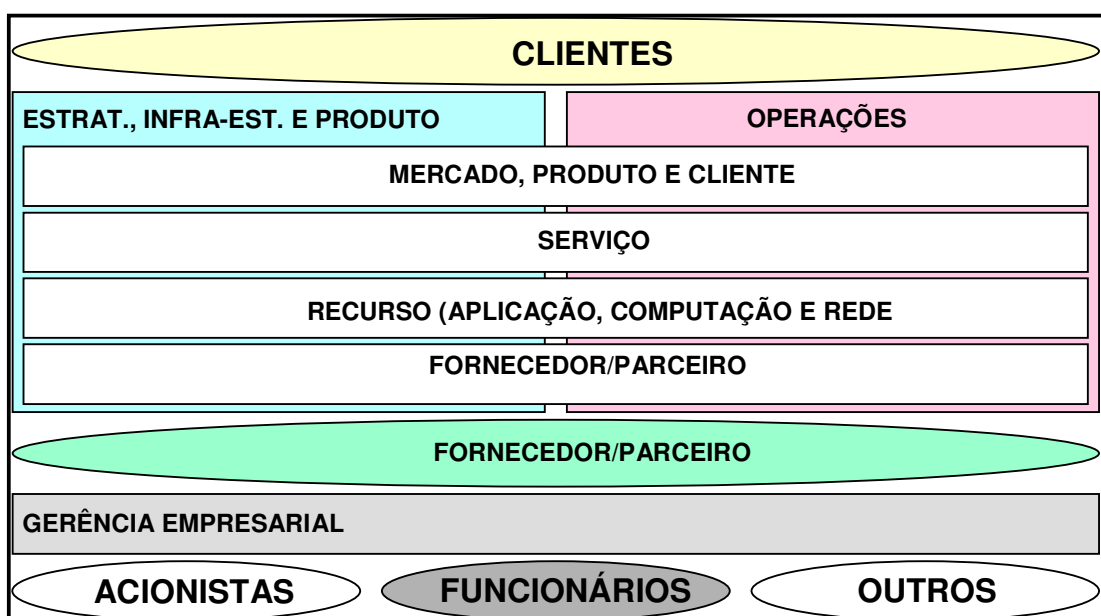 CLIENTES
ESTRAT., INFRA-EST. E PRODUTO
OPERAÇÕES
MERCADO, PRODUTO E CLIENTE
SERVIÇO
RECURSO (APLICAÇÃO, COMPUTAÇÃO E REDE
FORNECEDOR/PARCEIRO
FORNECEDOR/PARCEIRO
GERÊNCIA EMPRESARIAL
ACIONISTAS
FUNCIONÁRIOS
OUTROS